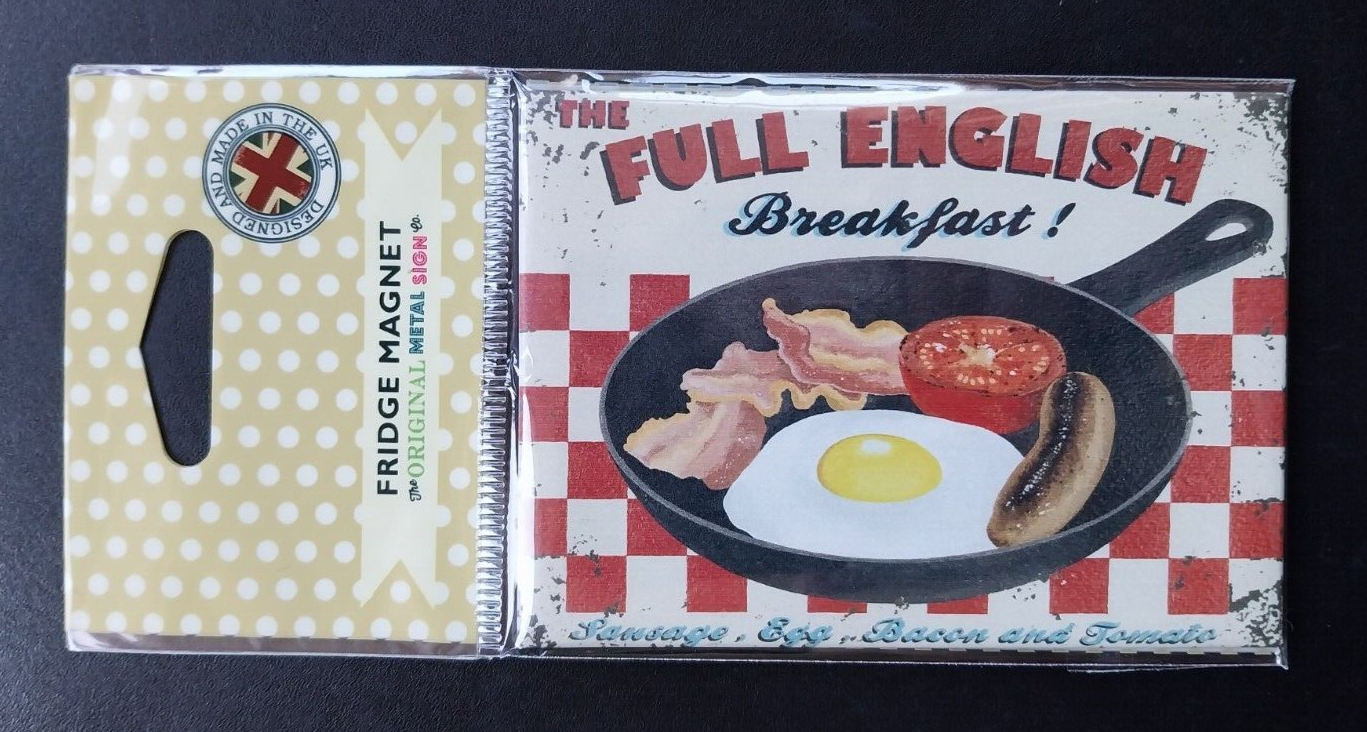 DESIGNED AND MADE IN THE UK
FRIDGE MAGNET
The ORIGINAL METAL SIGN Co.
THE
FULL ENGLISH
Breakfast !
Sausage , Egg , Bacon and Tomato